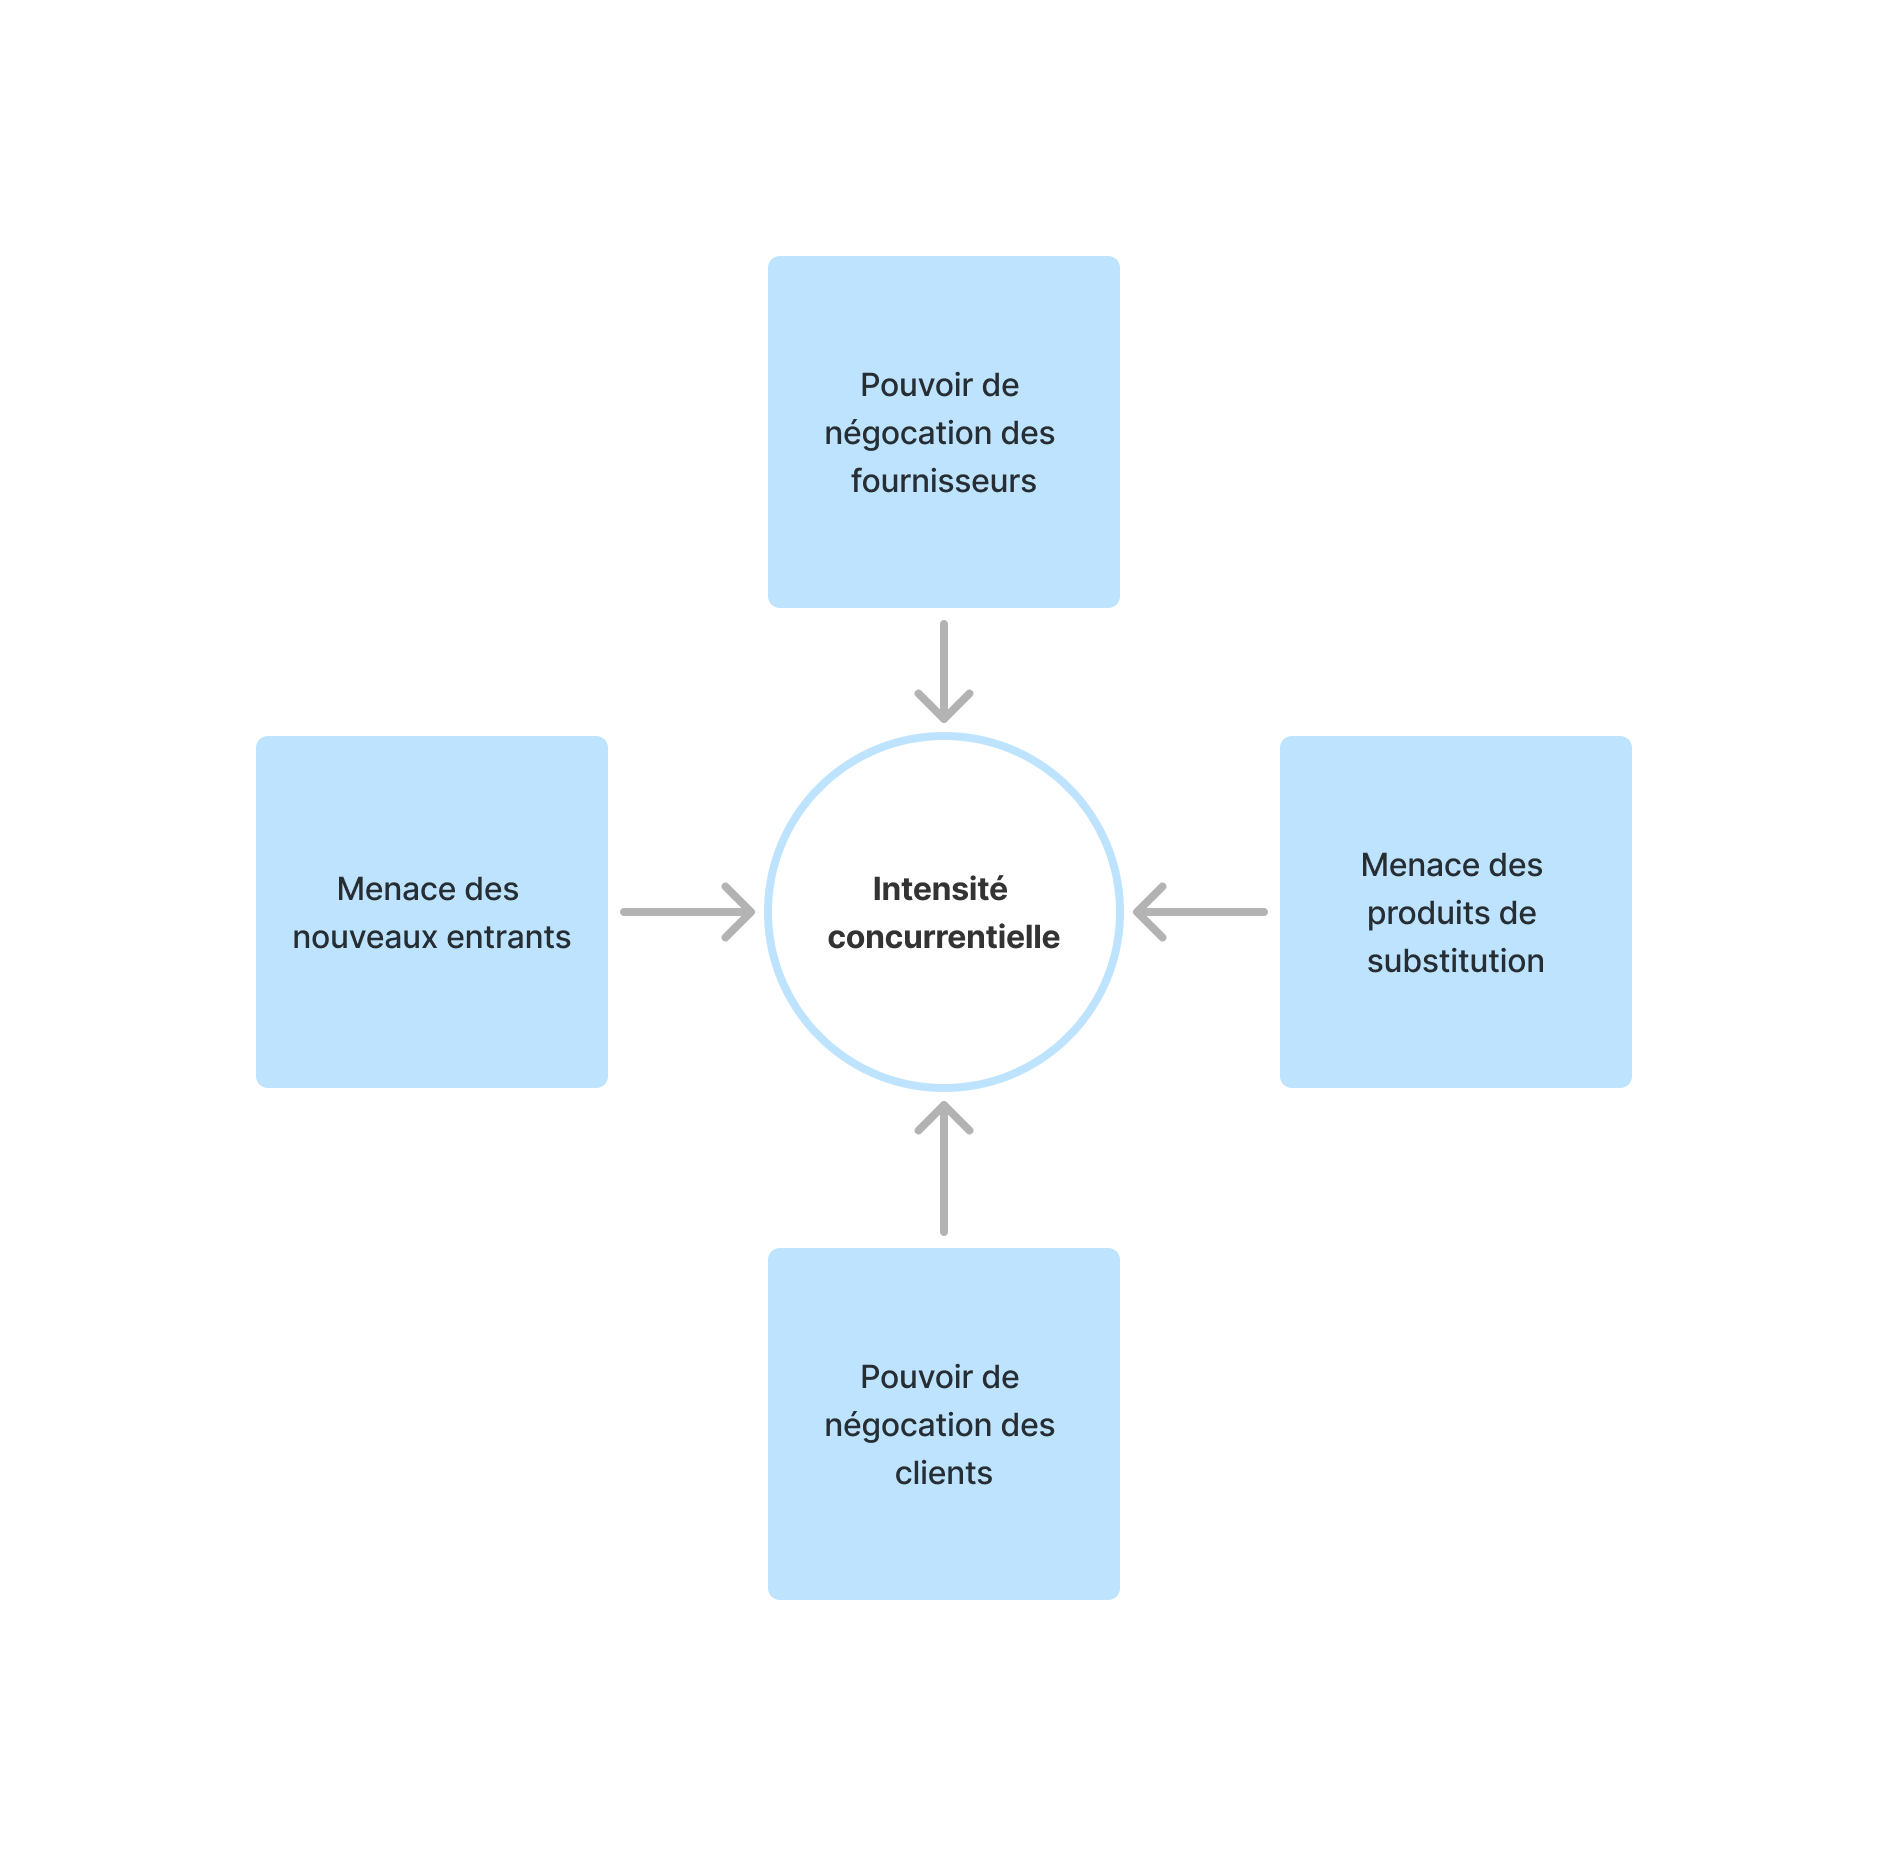 Pouvoir de
négocation des
fournisseurs
Menace des
nouveaux entrants
Intensité
concurrentielle
Menace des
produits de
substitution
Pouvoir de
négocation des
clients